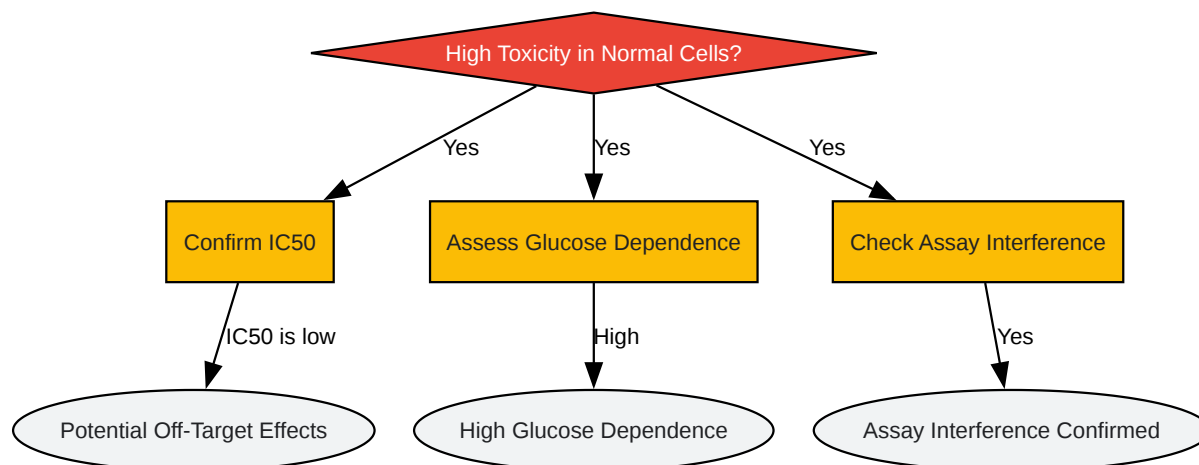 High Toxicity in Normal Cells?
Yes
Yes
Yes
Confirm IC50
Assess Glucose Dependence
Check Assay Interference
IC50 is low
High
Yes
Potential Off-Target Effects
High Glucose Dependence
Assay Interference Confirmed